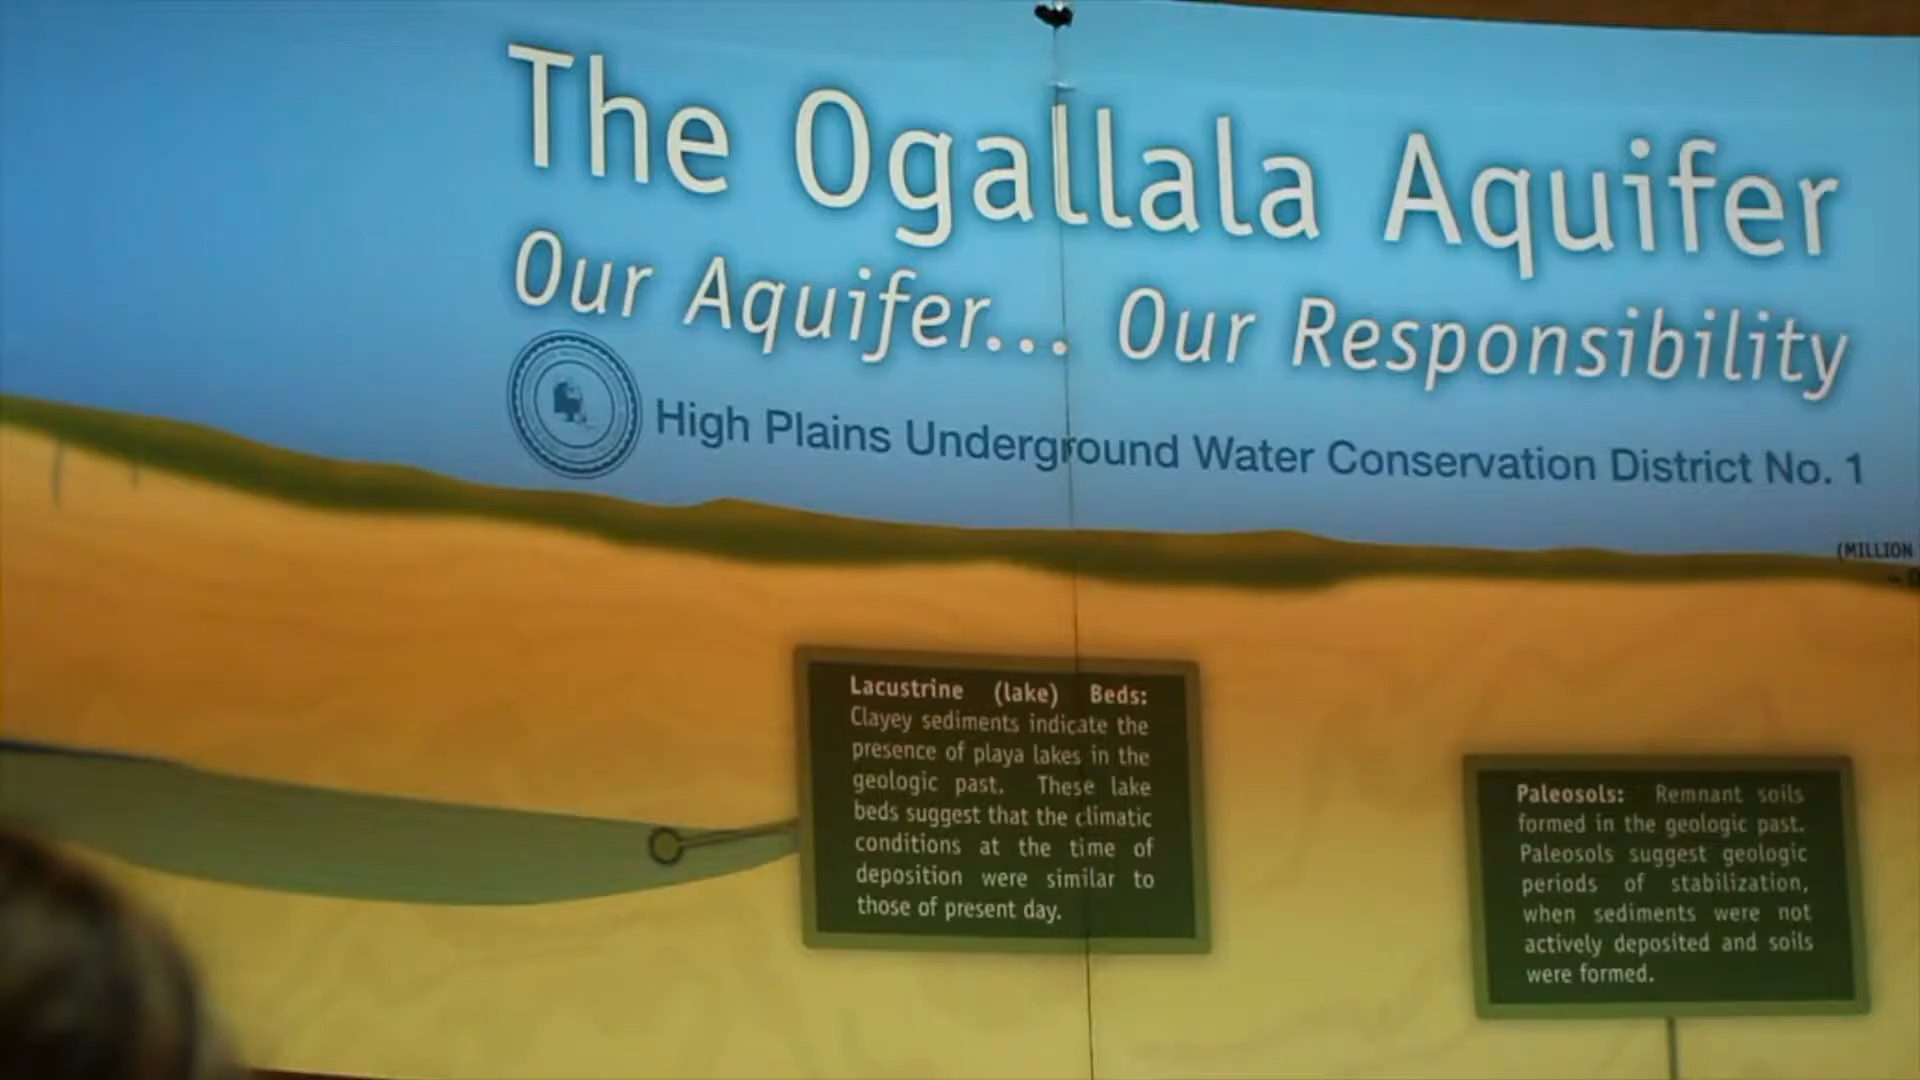 The Ogallala Aquifer
Our Aquifer... Our Responsibility
High Plains Underground Water Conservation District No. 1
(MILLION
Lacustrine (lake) Beds:
Clayey sediments indicate the
presence of playa lakes in the
geologic past. These lake
beds suggest that the climatic
conditions at the time of
deposition were similar to
those of present day.
Paleosols: Remnant soils
formed in the geologic past.
Paleosols suggest geologic
periods of stabilization,
when sediments were not
actively deposited and soils
were formed.